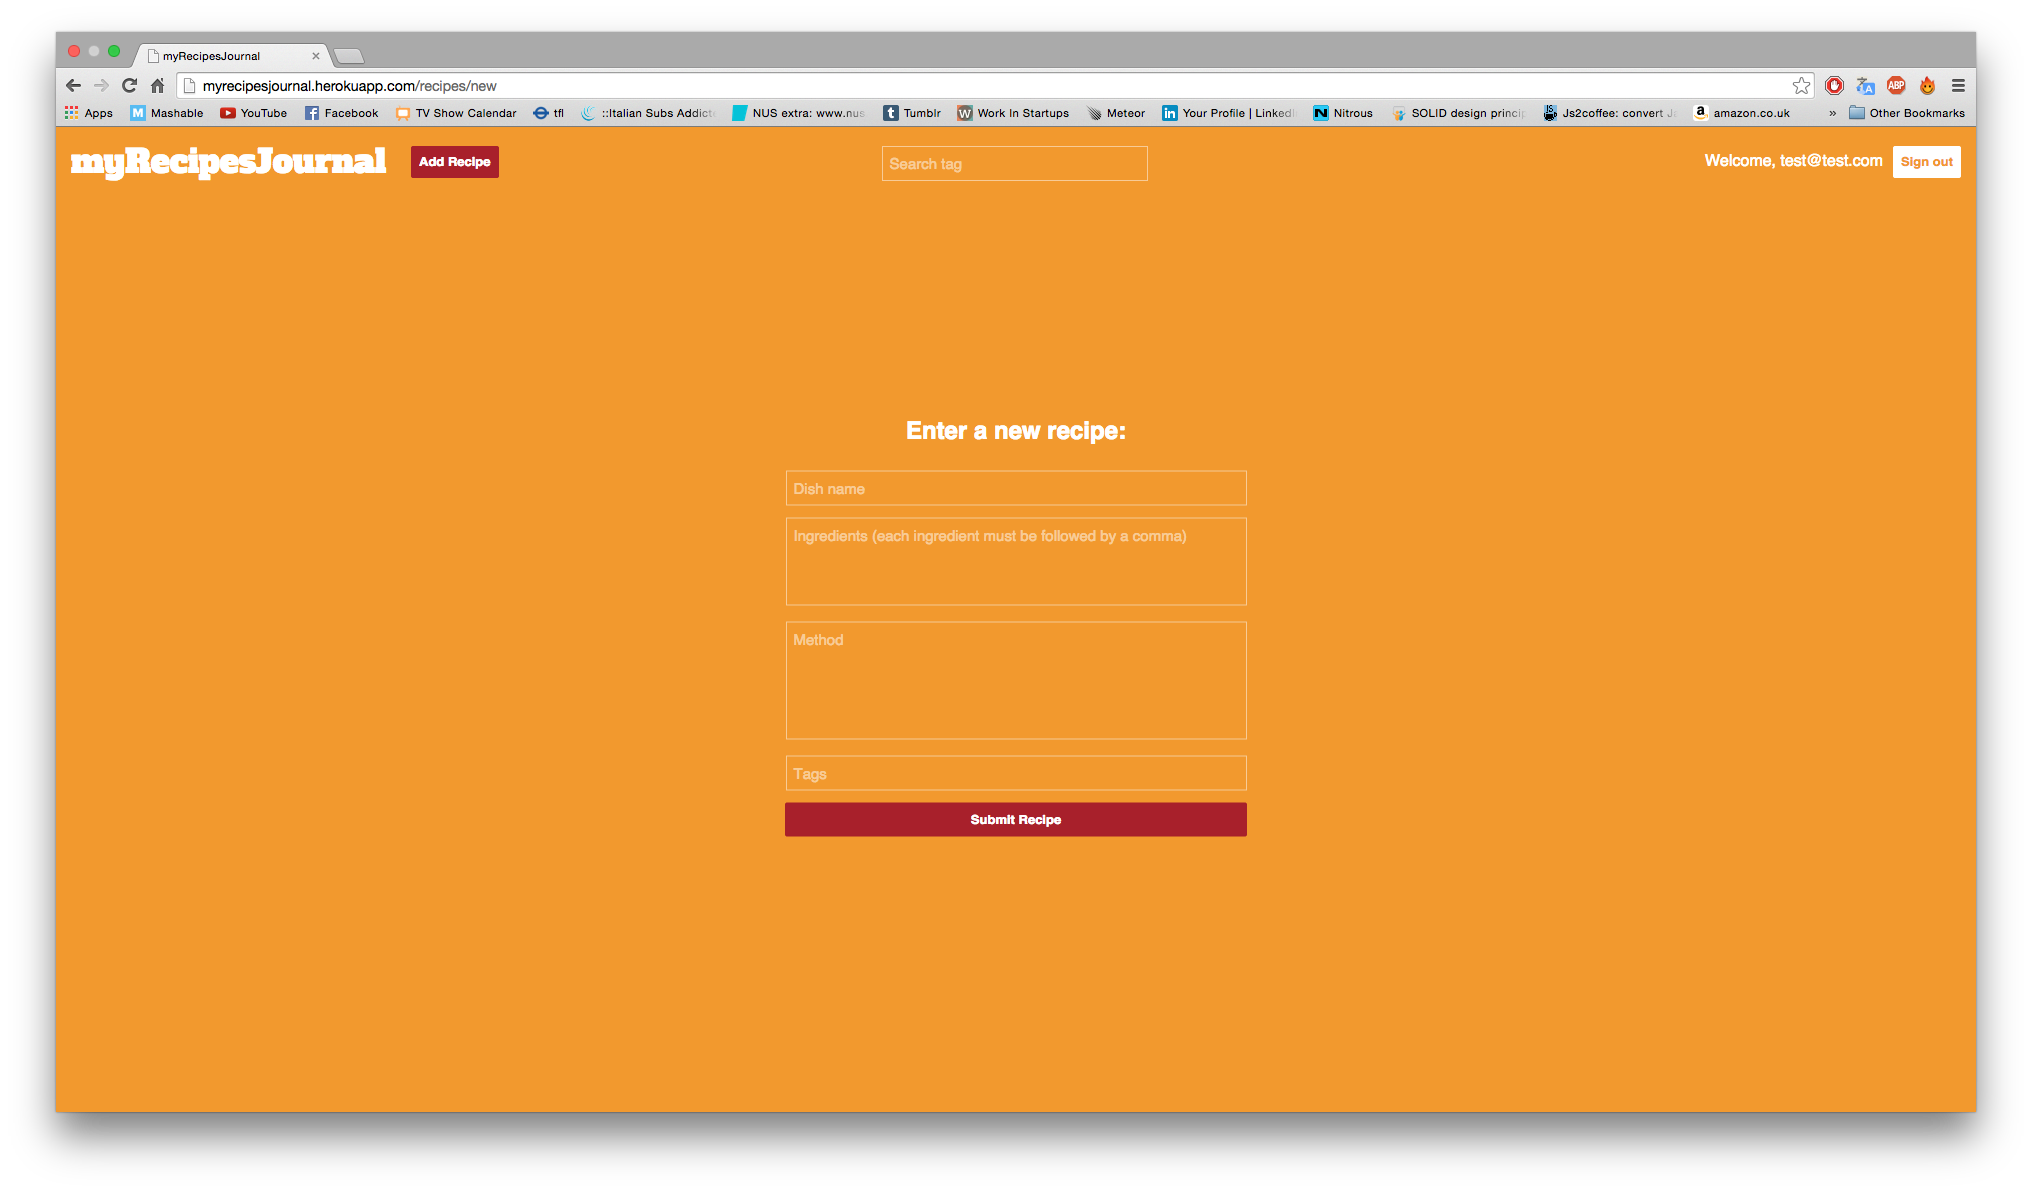 myRecipesJournal
myrecipesjournal.herokuapp.com/recipes/new
ABP
Apps Mashable YouTube Facebook TV Show Calendar tfl ::Italian Subs Addict NUS extra: www.nus Tumblr Work In Startups Meteor Your Profile | LinkedI Nitrous SOLID design princip Js2coffee: convert J amazon.co.uk » Other Bookmarks
myRecipesJournal Add Recipe Search tag Welcome, test@test.com Sign out
Enter a new recipe:
Dish name
Ingredients (each ingredient must be followed by a comma)
Method
Tags
Submit Recipe